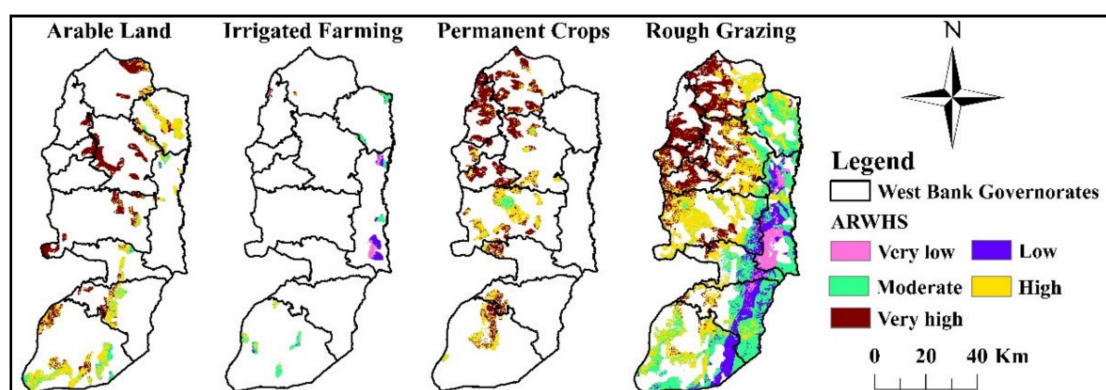 Arable Land
Irrigated Farming
Permanent Crops
Rough Grazing
N
Legend
West Bank Governorates
ARWHS
Very low
Low
Moderate
High
Very high
0 20 40 Km